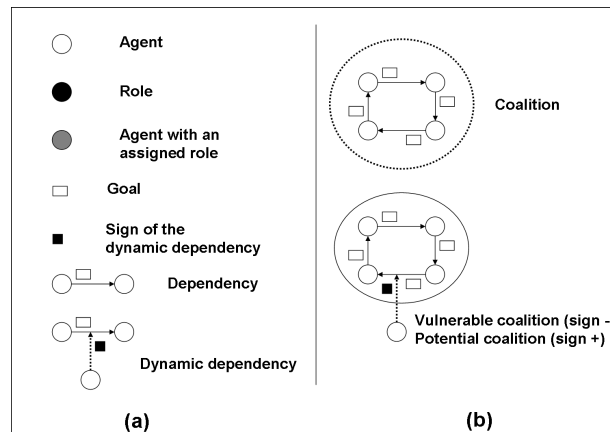 Agent
Role
Agent with an
assigned role
Goal
Sign of the
dynamic dependency
Dependency
Dynamic dependency
(a)
Coalition
Vulnerable coalition (sign -
Potential coalition (sign +)
(b)